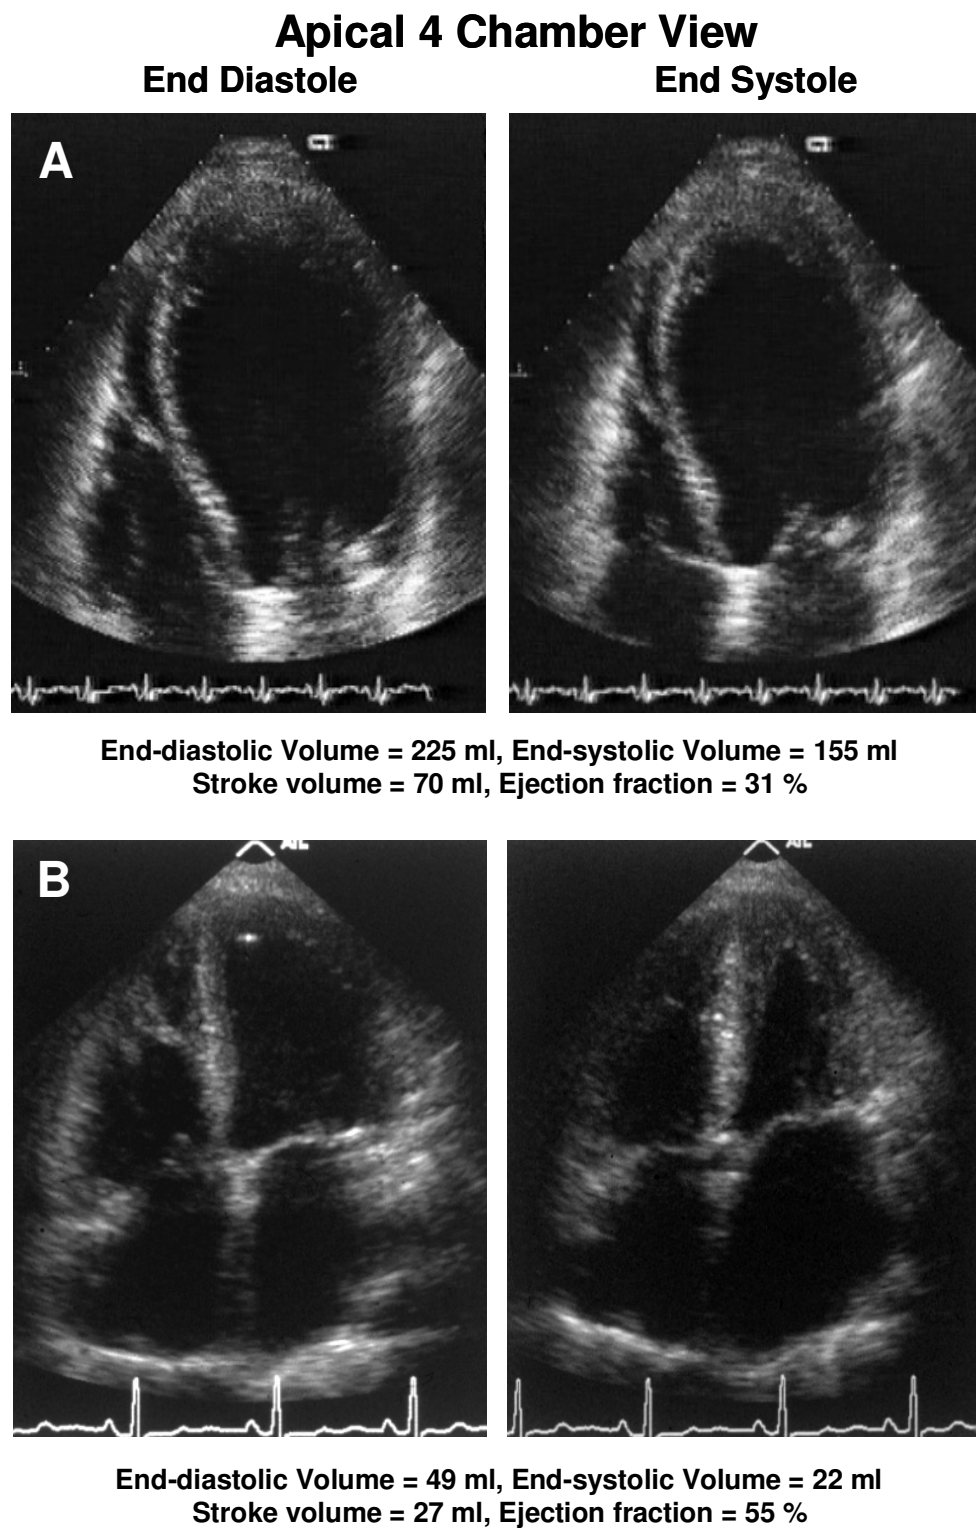 Apical 4 Chamber View
End Diastole
End Systole
A
End-diastolic Volume = 225 ml, End-systolic Volume = 155 ml
Stroke volume = 70 ml, Ejection fraction = 31 %
B
End-diastolic Volume = 49 ml, End-systolic Volume = 22 ml
Stroke volume = 27 ml, Ejection fraction = 55 %